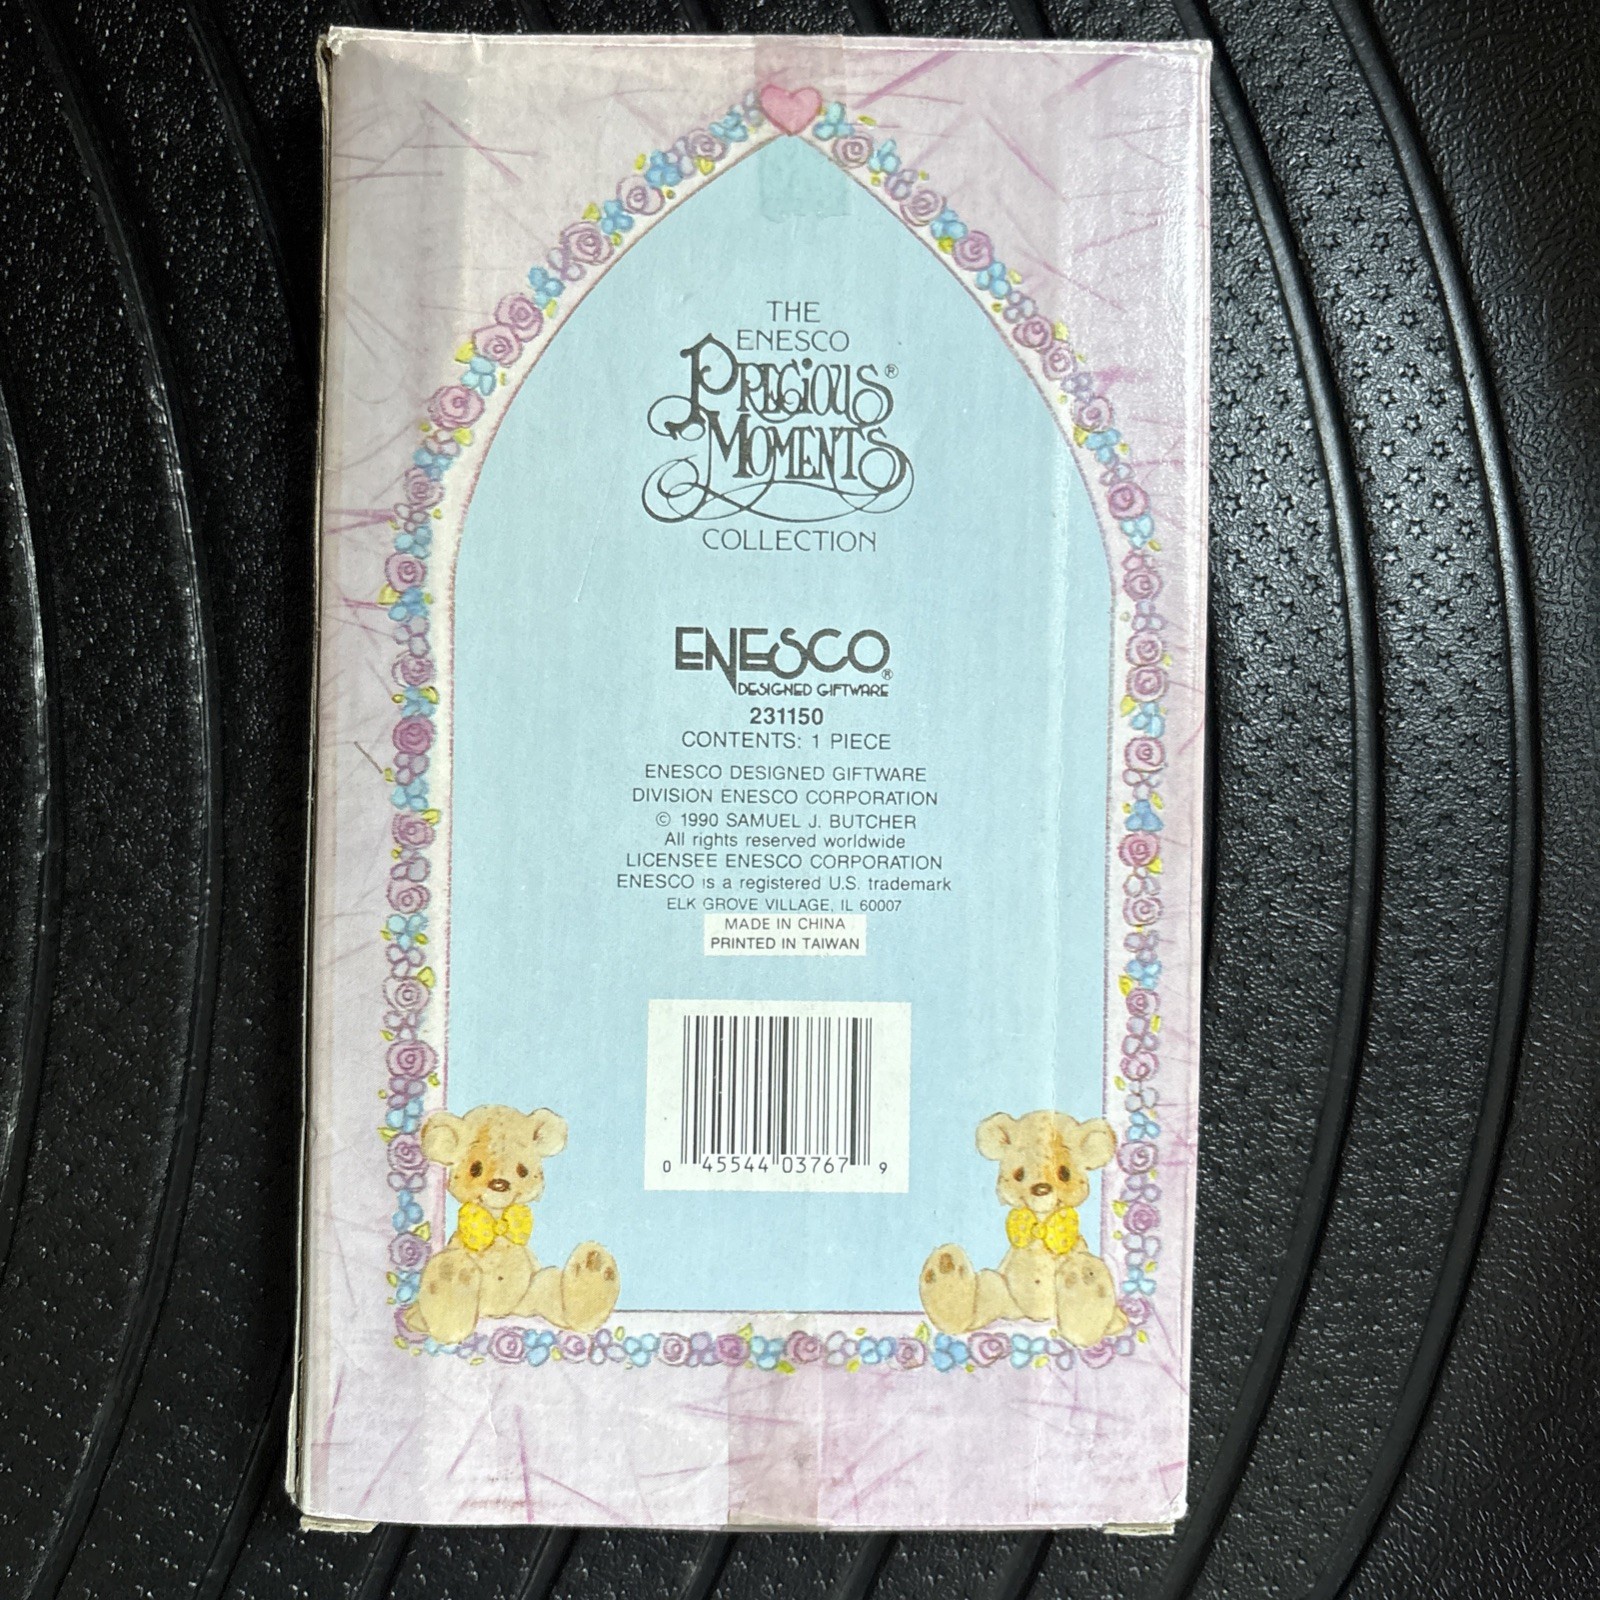 THE
ENESCO
PRECIOUS®
MOMENTS
COLLECTION
ENESCO®
DESIGNED GIFTWARE
231150
CONTENTS: 1 PIECE
ENESCO DESIGNED GIFTWARE
DIVISION ENESCO CORPORATION
© 1990 SAMUEL J. BUTCHER
All rights reserved worldwide
LICENSEE ENESCO CORPORATION
ENESCO is a registered U.S. trademark
ELK GROVE VILLAGE, IL 60007
MADE IN CHINA
PRINTED IN TAIWAN
0 45544 03767 9